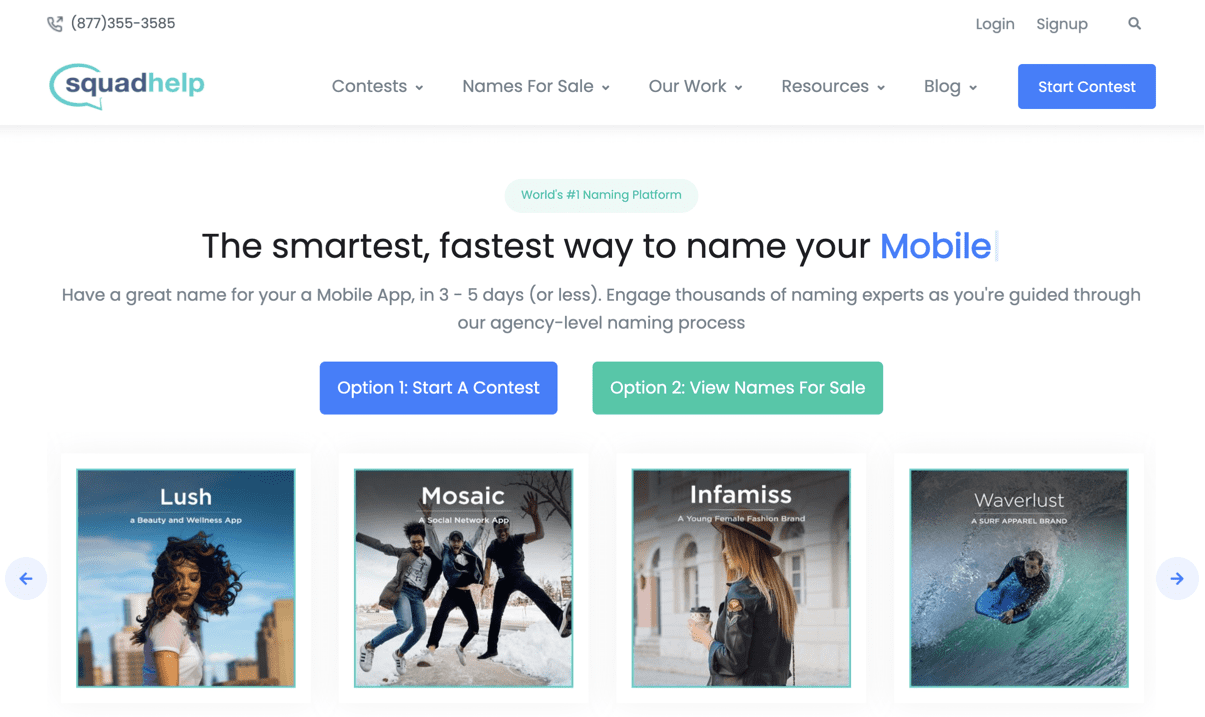 (877)355-3585
Login Signup
squadhelp
Contests Names For Sale Our Work Resources Blog Start Contest
World's #1 Naming Platform
The smartest, fastest way to name your Mobile
Have a great name for your a Mobile App, in 3 - 5 days (or less). Engage thousands of naming experts as you're guided through
our agency-level naming process
Option 1: Start A Contest Option 2: View Names For Sale
Lush
a Beauty and Wellness App
Mosaic
A Social Network App
Infamiss
A Young Female Fashion Brand
Waverlust
A SURF APPAREL BRAND